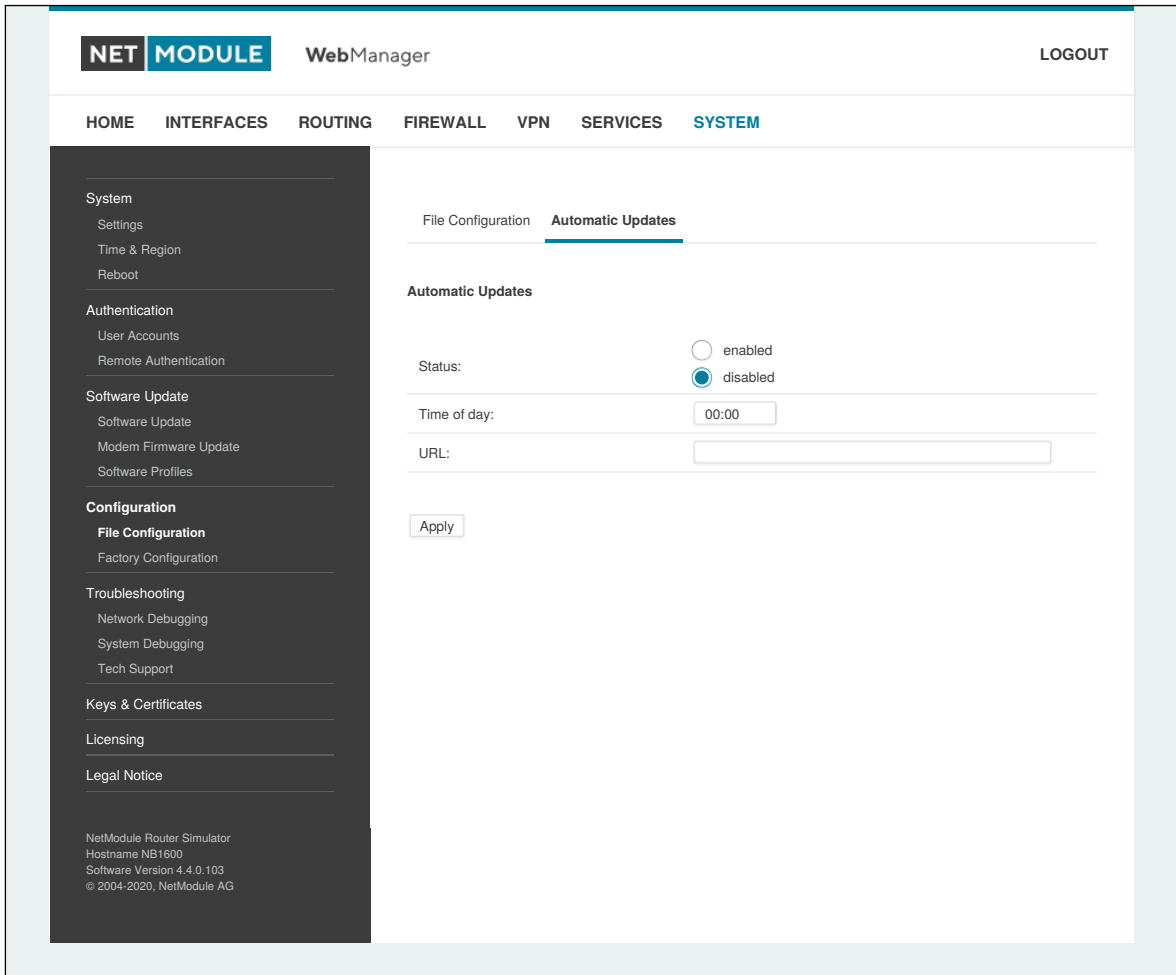 NET MODULE WebManager LOGOUT
HOME INTERFACES ROUTING FIREWALL VPN SERVICES SYSTEM
System
Settings
Time & Region
Reboot
Authentication
User Accounts
Remote Authentication
Software Update
Software Update
Modem Firmware Update
Software Profiles
Configuration
File Configuration
Factory Configuration
Troubleshooting
Network Debugging
System Debugging
Tech Support
Keys & Certificates
Licensing
Legal Notice
NetModule Router Simulator
Hostname NB1600
Software Version 4.4.0.103
© 2004-2020, NetModule AG
File Configuration Automatic Updates
Automatic Updates
Status:
enabled
disabled
Time of day: 00:00
URL:
Apply